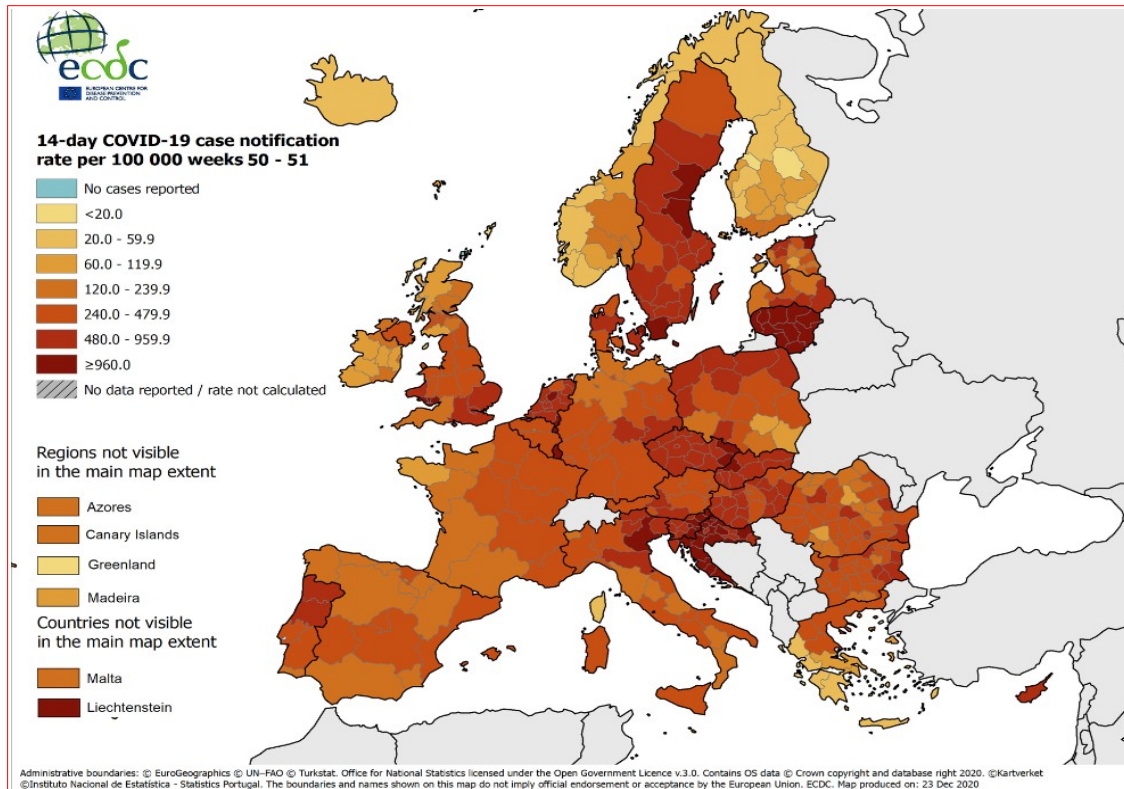 ecdc
EUROPEAN CENTRE FOR
DISEASE PREVENTION
AND CONTROL
14-day COVID-19 case notification
rate per 100 000 weeks 50 - 51
No cases reported
<20.0
20.0 - 59.9
60.0 - 119.9
120.0 - 239.9
240.0 - 479.9
480.0 - 959.9
≥960.0
No data reported / rate not calculated
Regions not visible
in the main map extent
Azores
Canary Islands
Greenland
Madeira
Countries not visible
in the main map extent
Malta
Liechtenstein
Administrative boundaries: © EuroGeographics © UN–FAO © Turkstat. Office for National Statistics licensed under the Open Government Licence v.3.0. Contains OS data © Crown copyright and database right 2020. ©Kartverket
©Instituto Nacional de Estatística - Statistics Portugal. The boundaries and names shown on this map do not imply official endorsement or acceptance by the European Union. ECDC. Map produced on: 23 Dec 2020